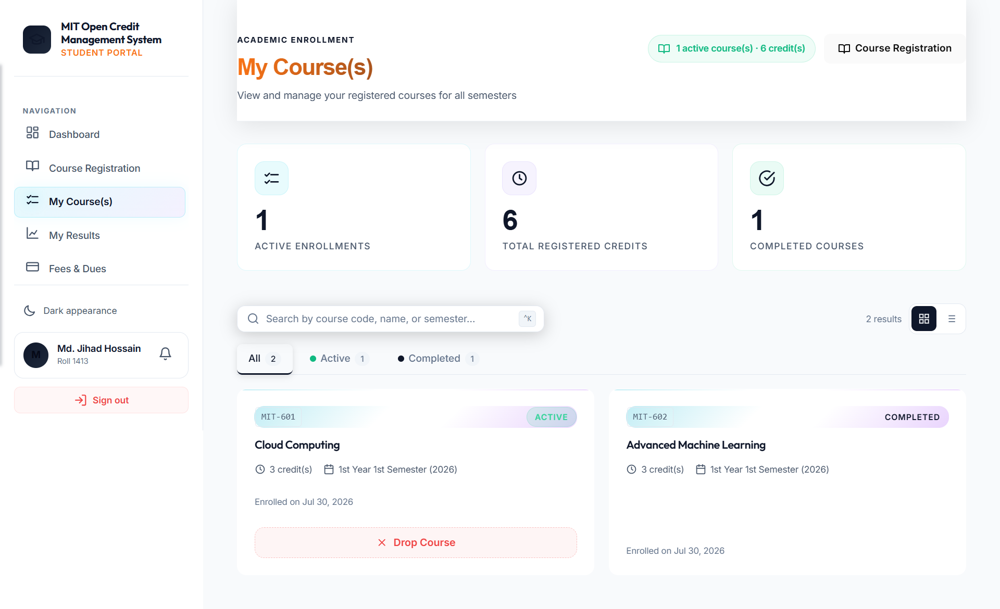 MIT Open Credit
Management System
STUDENT PORTAL
NAVIGATION
Dashboard
Course Registration
My Course(s)
My Results
Fees & Dues
Dark appearance
M
Md. Jihad Hossain
Roll 1413
Sign out
ACADEMIC ENROLLMENT
My Course(s)
View and manage your registered courses for all semesters
1 active course(s) · 6 credit(s)
Course Registration
1
ACTIVE ENROLLMENTS
6
TOTAL REGISTERED CREDITS
1
COMPLETED COURSES
Search by course code, name, or semester...
^K
2 results
All 2
Active 1
Completed 1
MIT-601
ACTIVE
Cloud Computing
3 credit(s)
1st Year 1st Semester (2026)
Enrolled on Jul 30, 2026
Drop Course
MIT-602
COMPLETED
Advanced Machine Learning
3 credit(s)
1st Year 1st Semester (2026)
Enrolled on Jul 30, 2026